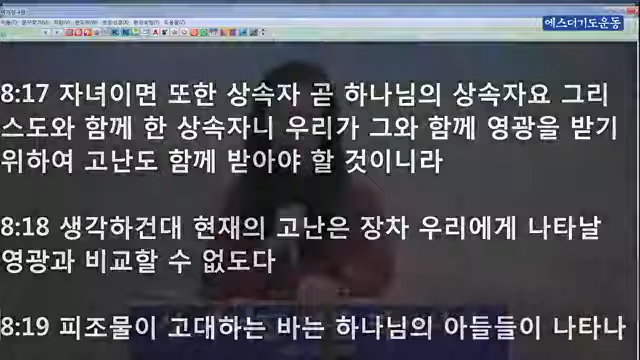 에스더기도운동
8:17 자녀이면 또한 상속자 곧 하나님의 상속자요 그리
스도와 함께 한 상속자니 우리가 그와 함께 영광을 받기
위하여 고난도 함께 받아야 할 것이니라
8:18 생각하건대 현재의 고난은 장차 우리에게 나타날
영광과 비교할 수 없도다
8:19 피조물이 고대하는 바는 하나님의 아들들이 나타나